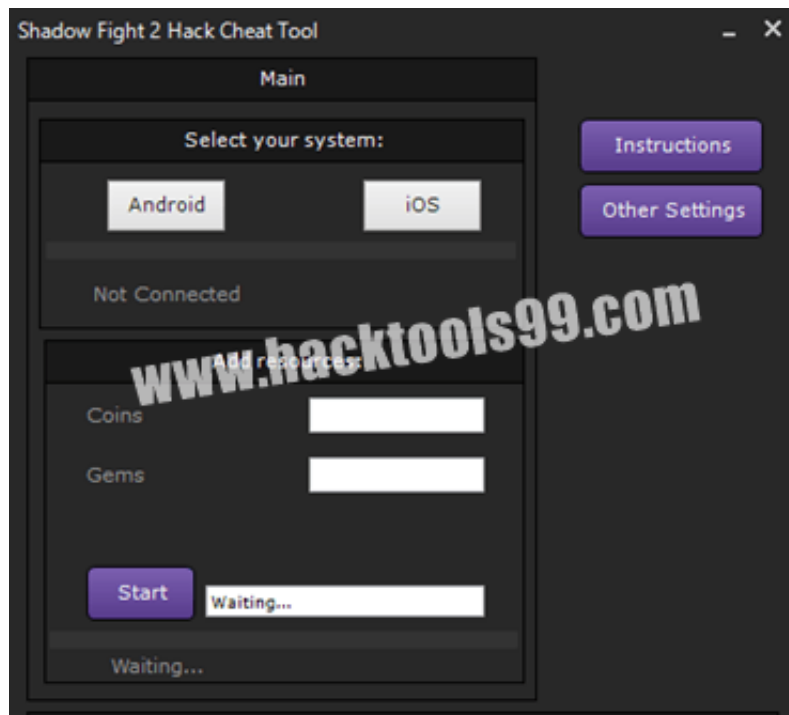 Shadow Fight 2 Hack Cheat Tool
Main
Select your system:
Instructions
Android
iOS
Other Settings
Not Connected
www.hacktools99.com
Add resources:
Coins
Gems
Start
Waiting...
Waiting...